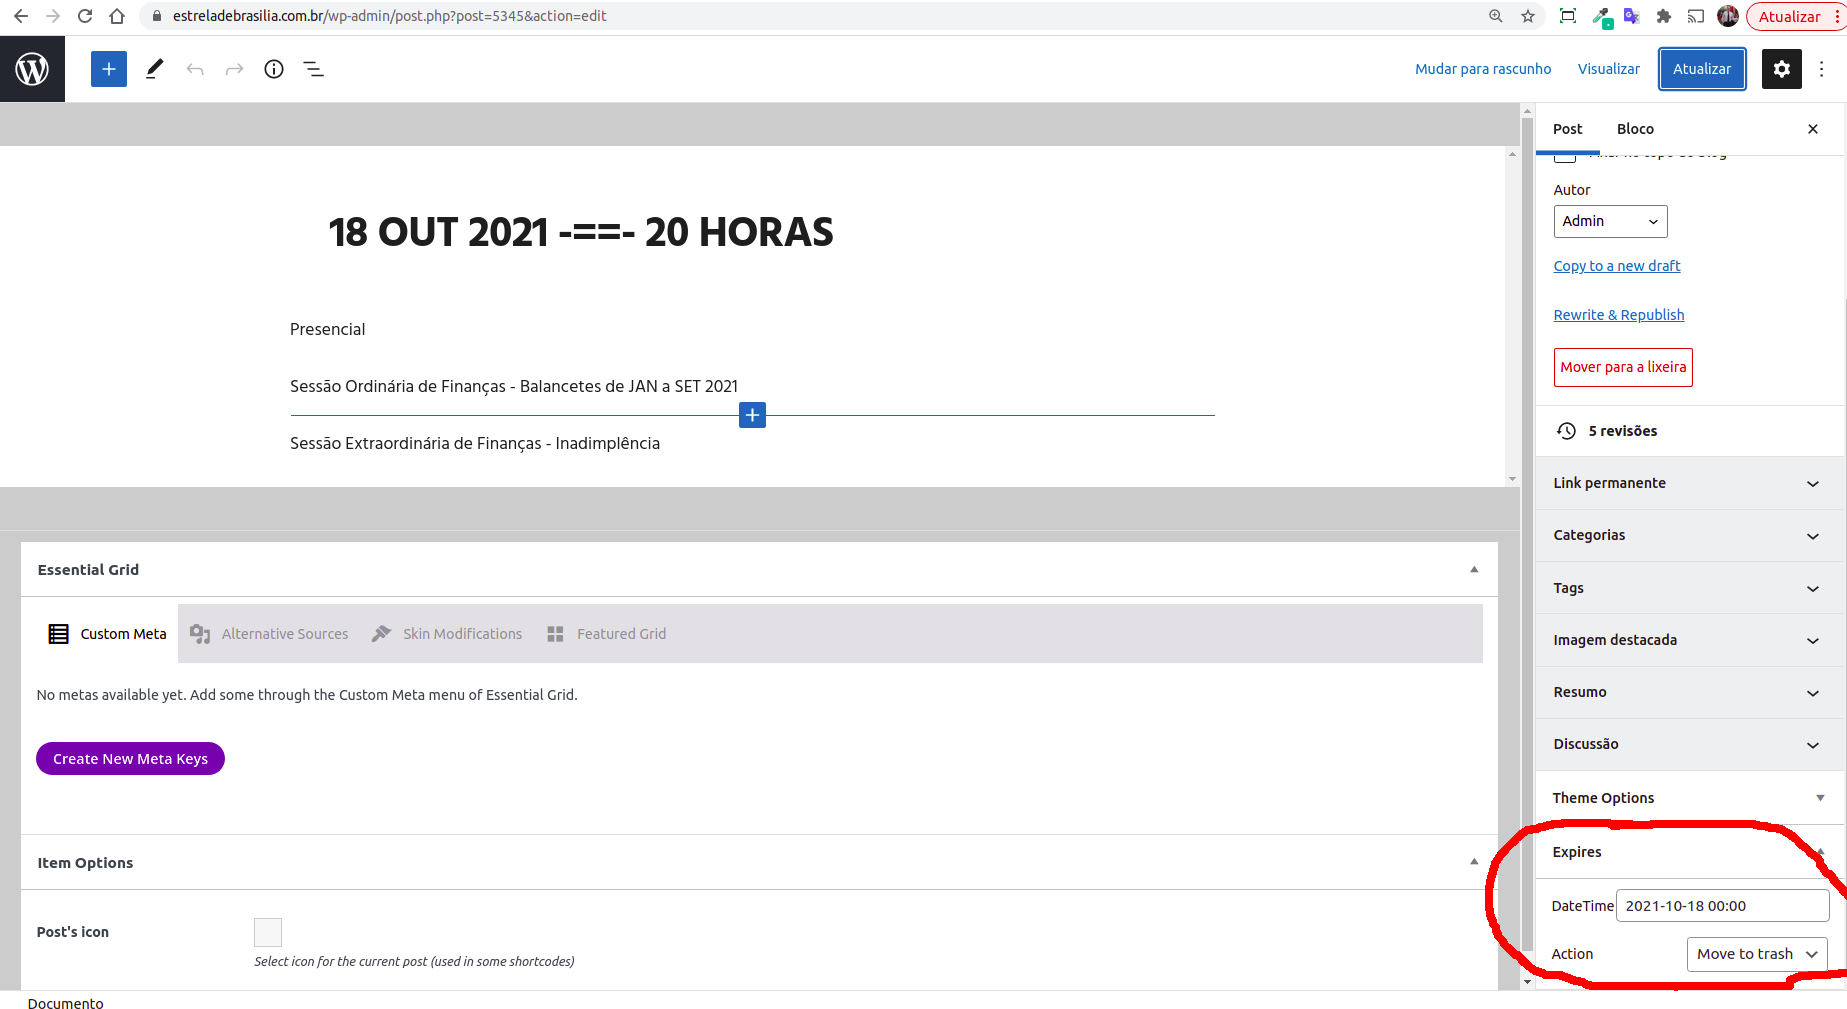 estreladebrasilia.com.br/wp-admin/post.php?post=5345&action=edit
Atualizar
Mudar para rascunho
Visualizar
Atualizar
18 OUT 2021 -==- 20 HORAS
Presencial
Sessão Ordinária de Finanças - Balancetes de JAN a SET 2021
Sessão Extraordinária de Finanças - Inadimplência
Essential Grid
Custom Meta
Alternative Sources
Skin Modifications
Featured Grid
No metas available yet. Add some through the Custom Meta menu of Essential Grid.
Create New Meta Keys
Item Options
Post's icon
Select icon for the current post (used in some shortcodes)
Documento
Post
Bloco
Autor
Admin
Copy to a new draft
Rewrite & Republish
Mover para a lixeira
5 revisões
Link permanente
Categorias
Tags
Imagem destacada
Resumo
Discussão
Theme Options
Expires
DateTime 2021-10-18 00:00
Action Move to trash